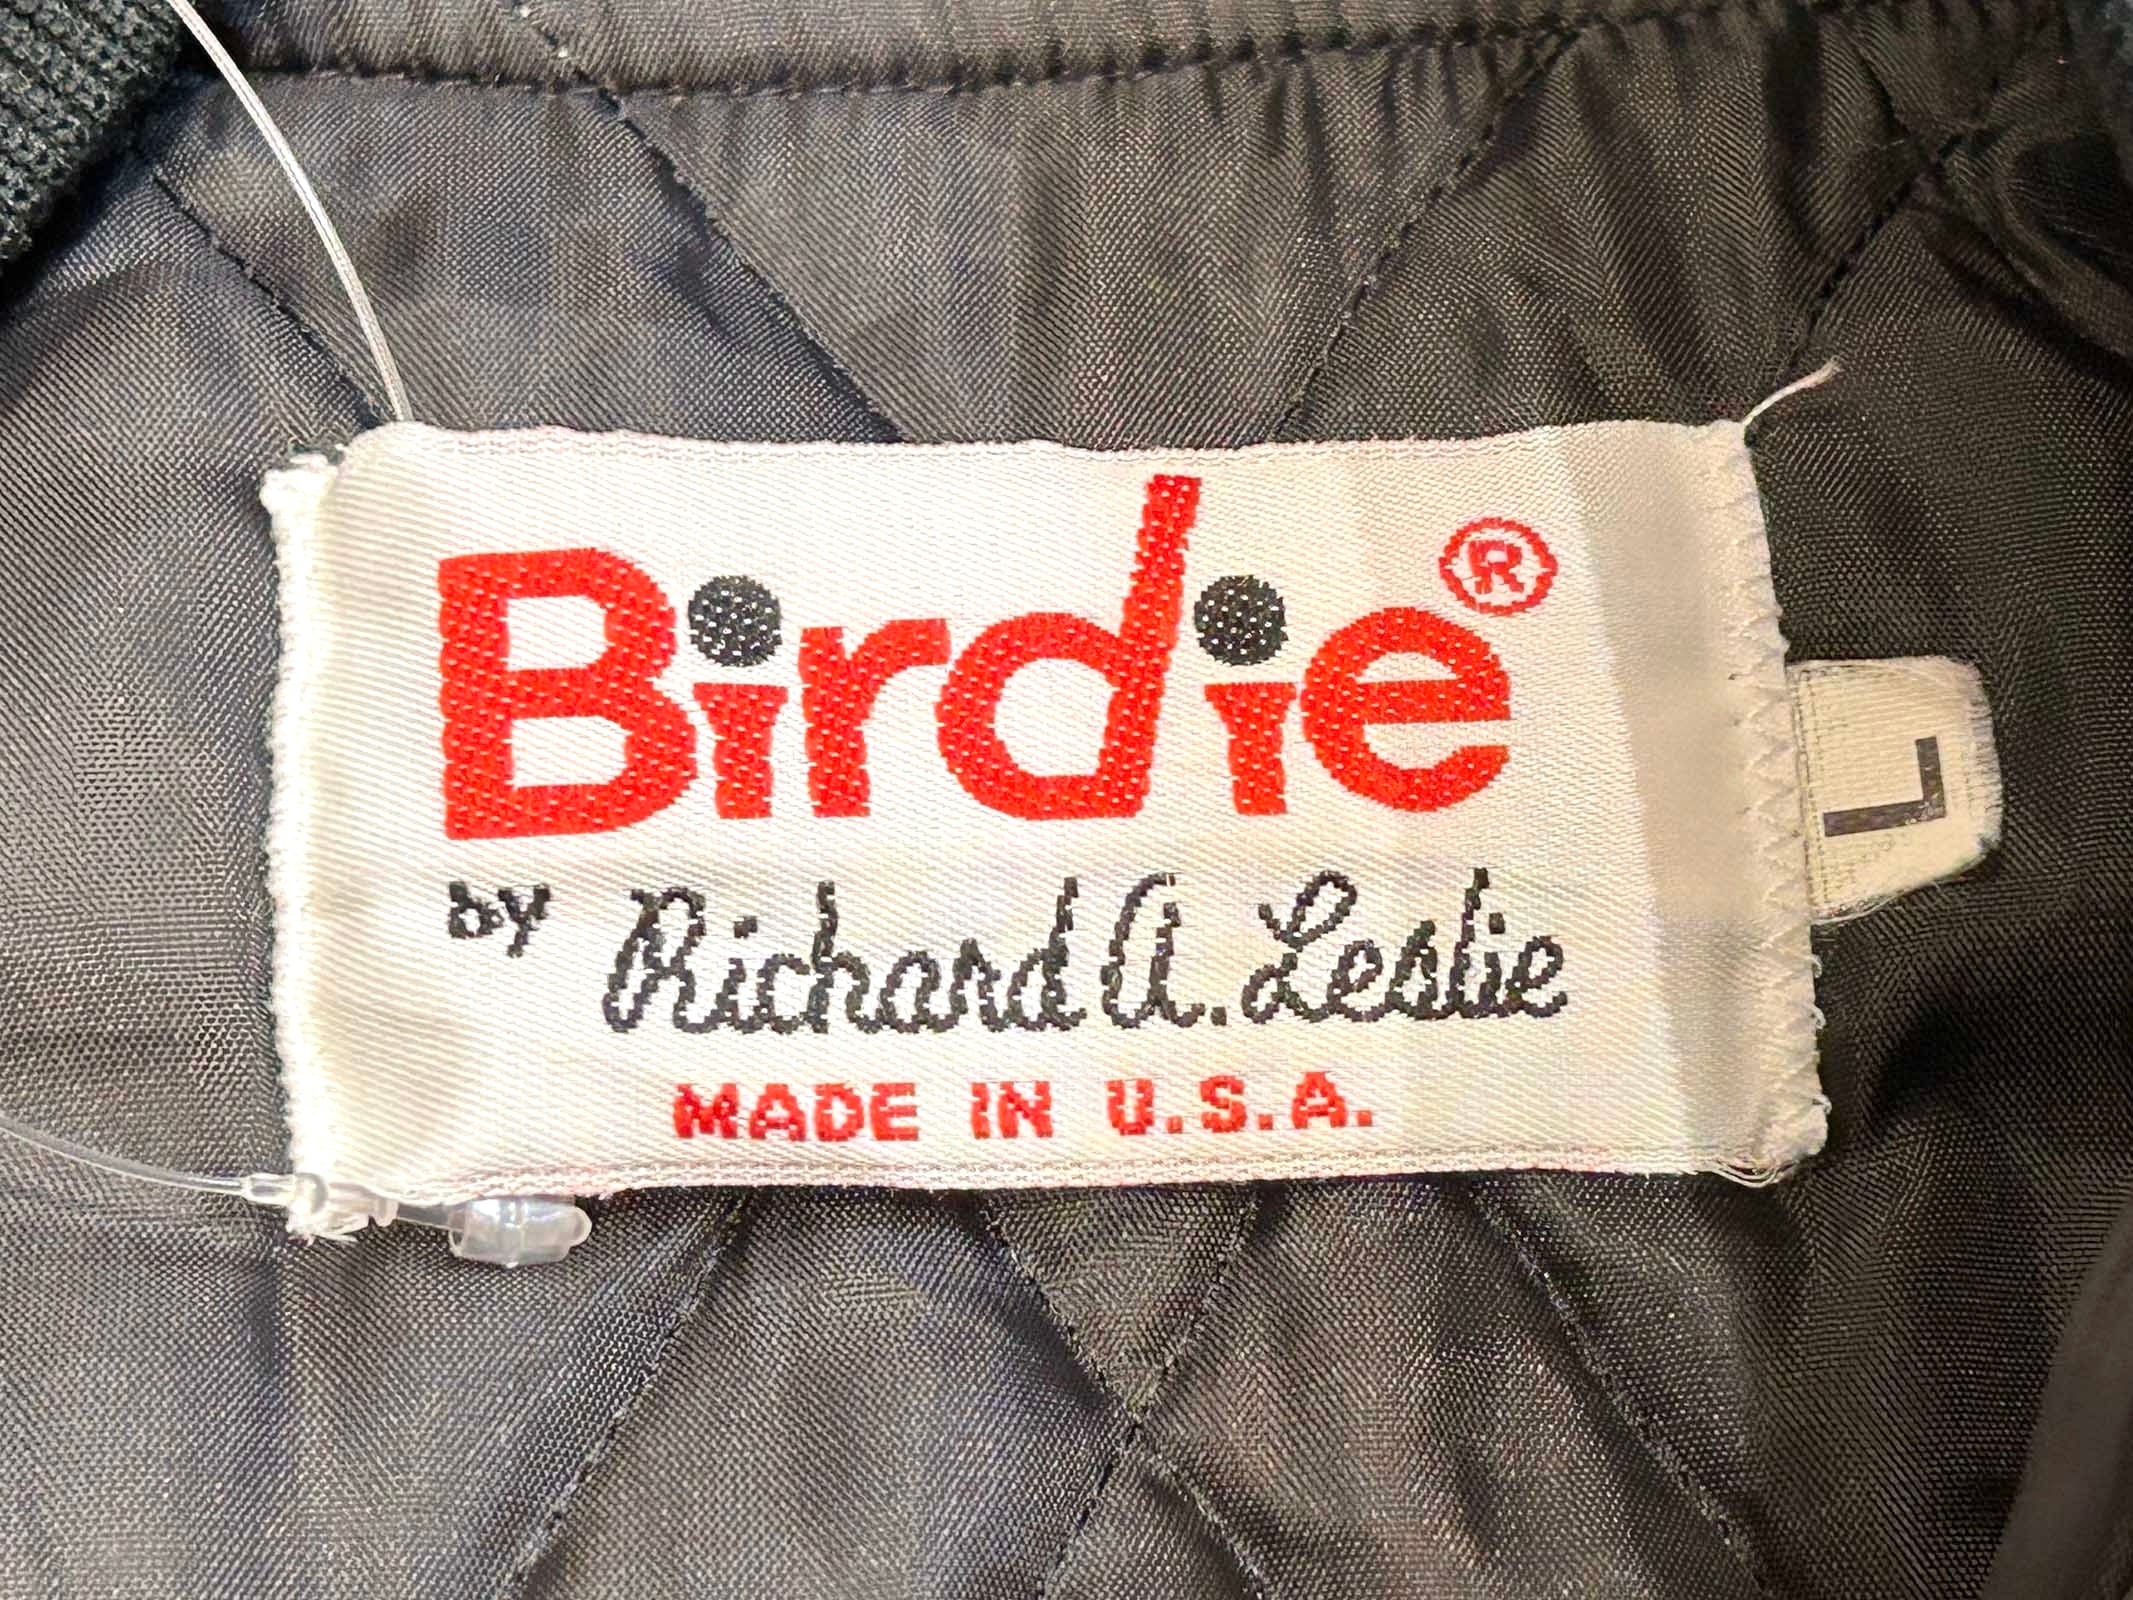 Birdie®
by Richard A. Leslie
MADE IN U.S.A.
L